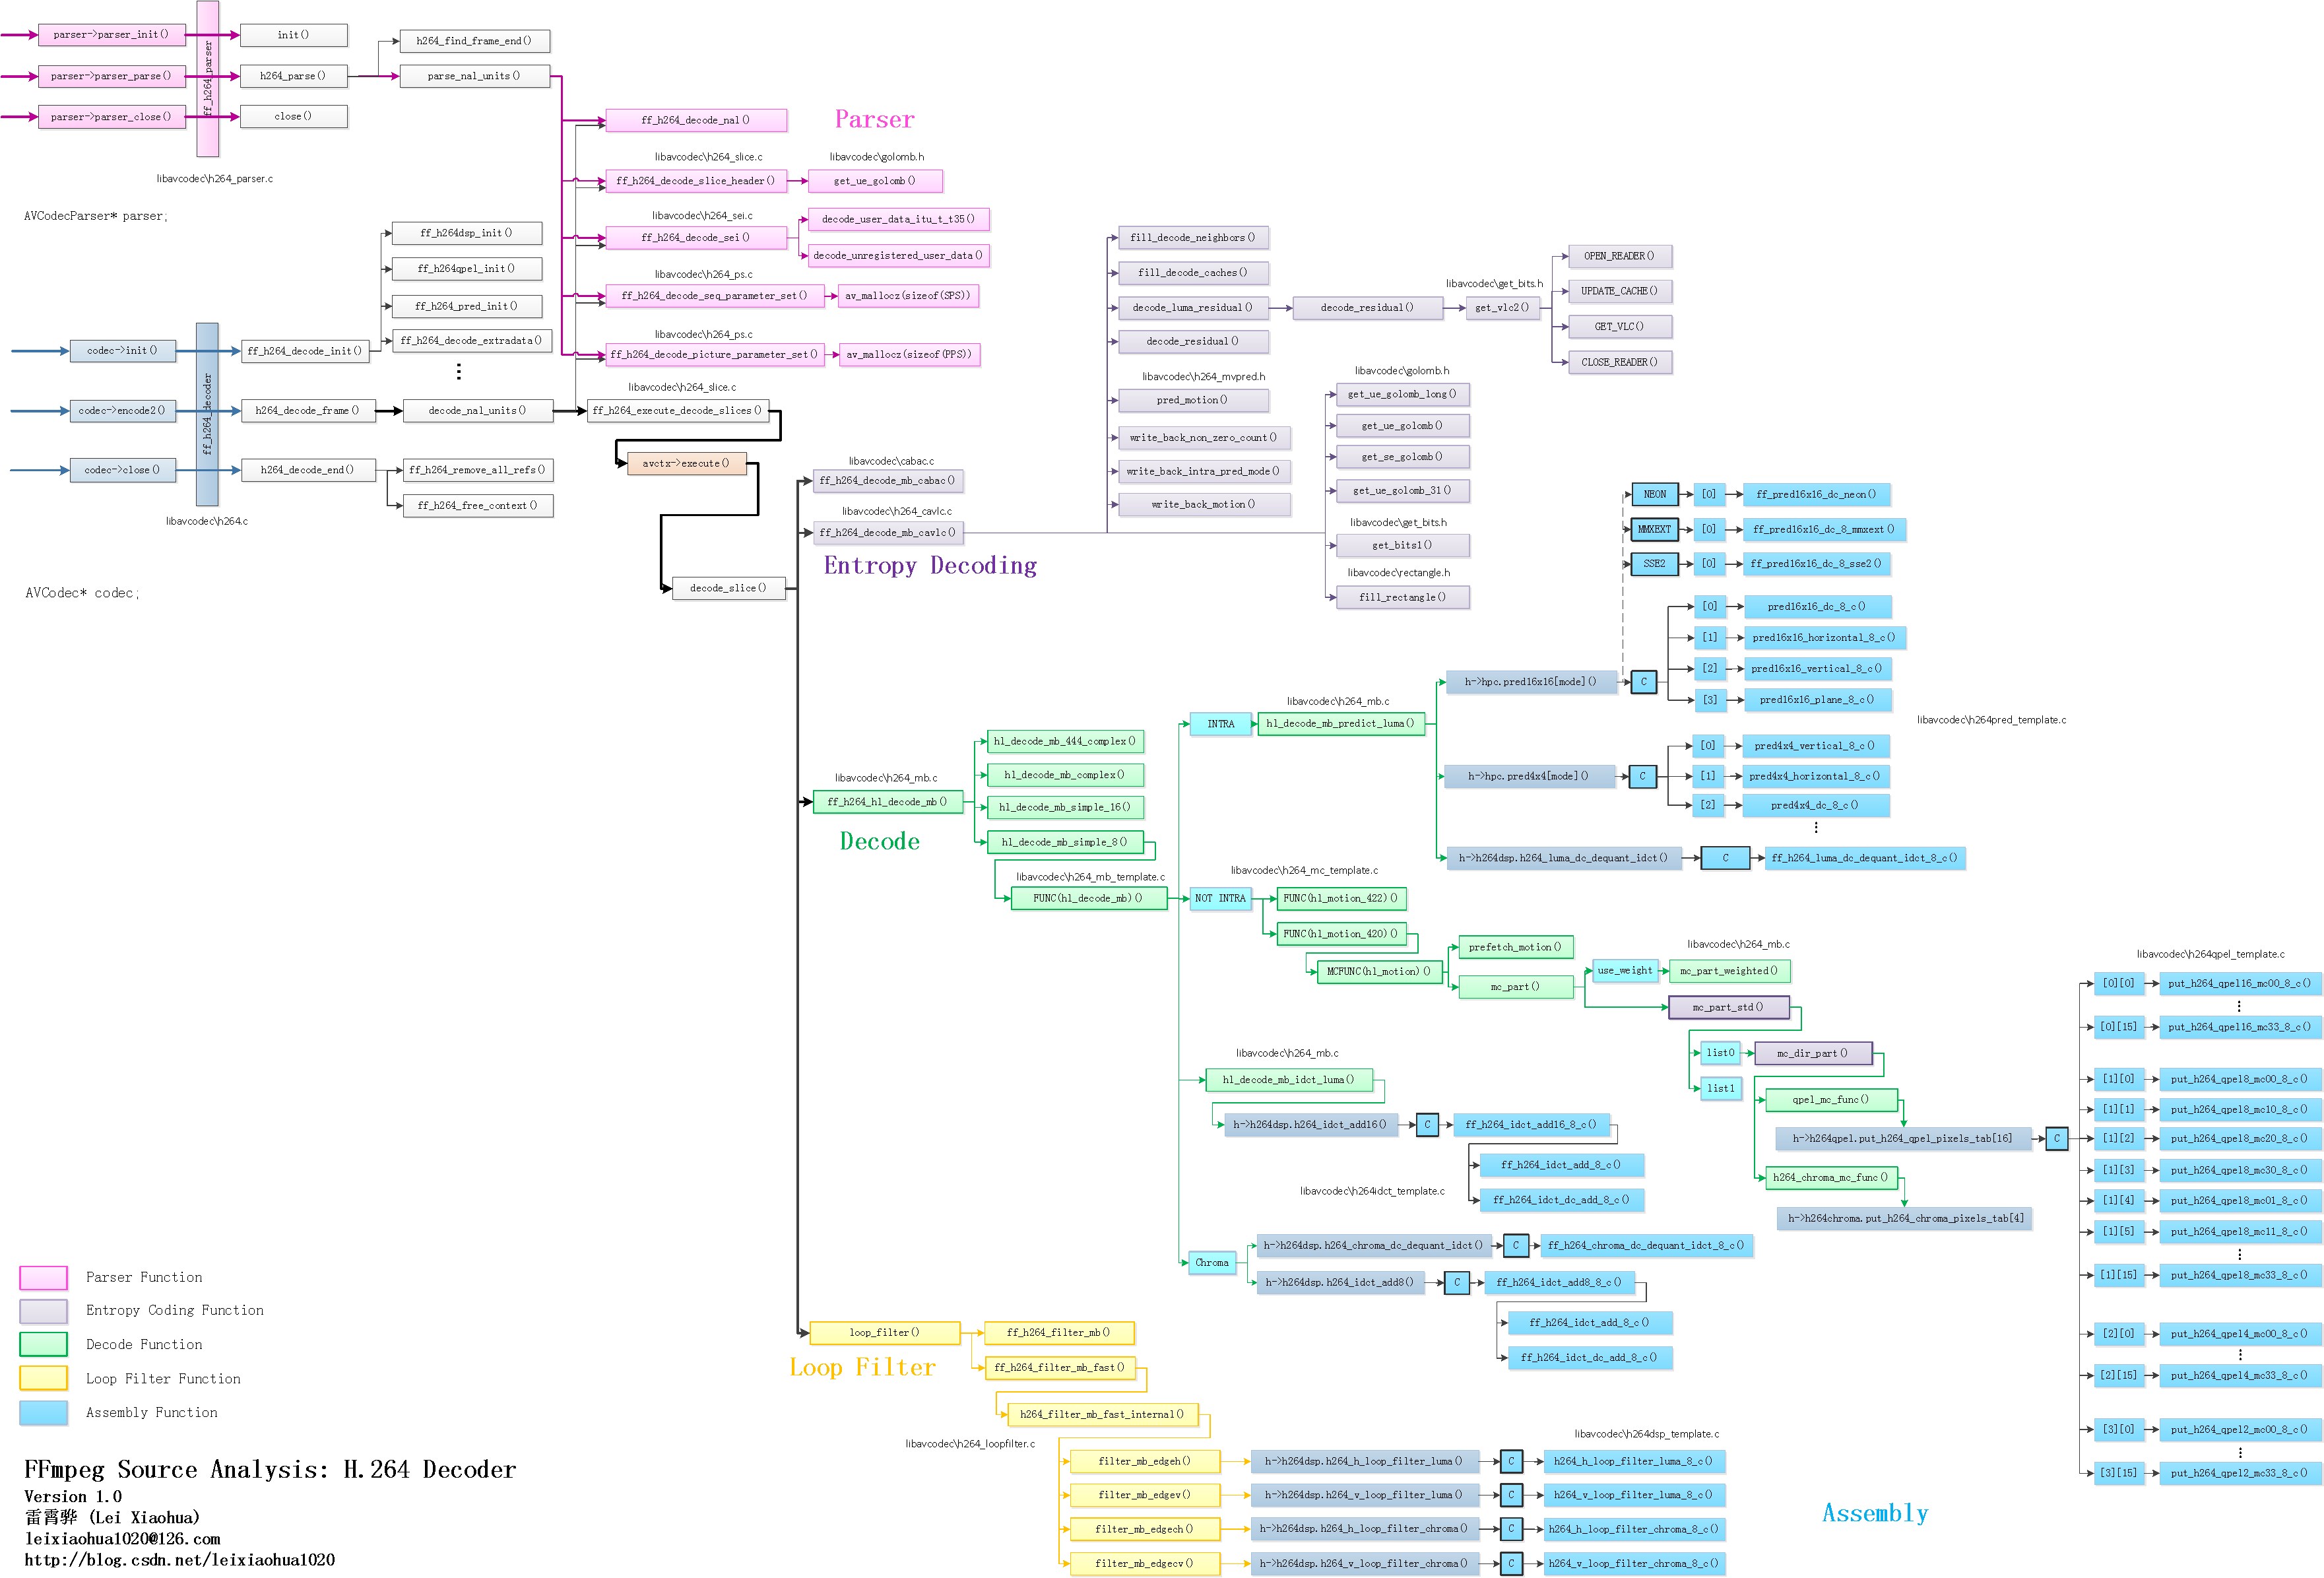 parser->parser_init()
init()
h264_find_frame_end()
parser->parser_parse()
ff_h264_parser
h264_parse()
parse_nal_units()
parser->parser_close()
close()
libavcodec\h264_parser.c
AVCodecParser* parser;
ff_h264_decode_nal()
Parser
libavcodec\h264_slice.c
libavcodec\golomb.h
ff_h264_decode_slice_header()
get_ue_golomb()
libavcodec\h264_sei.c
decode_user_data_itu_t_t35()
ff_h264_decode_sei()
decode_unregistered_user_data()
libavcodec\h264_ps.c
ff_h264_decode_seq_parameter_set()
av_mallocz(sizeof(SPS))
libavcodec\h264_ps.c
ff_h264_decode_picture_parameter_set()
av_mallocz(sizeof(PPS))
ff_h264dsp_init()
ff_h264qpel_init()
ff_h264_pred_init()
ff_h264_decode_extradata()
codec->init()
ff_h264_decoder
ff_h264_decode_init()
codec->encode2()
h264_decode_frame()
decode_nal_units()
libavcodec\h264_slice.c
ff_h264_execute_decode_slices()
codec->close()
h264_decode_end()
ff_h264_remove_all_refs()
ff_h264_free_context()
libavcodec\h264.c
AVCodec* codec;
avctx->execute()
decode_slice()
libavcodec\cabac.c
ff_h264_decode_mb_cabac()
libavcodec\h264_cavlc.c
ff_h264_decode_mb_cavlc()
Entropy Decoding
fill_decode_neighbors()
fill_decode_caches()
decode_luma_residual()
decode_residual()
libavcodec\get_bits.h
get_vlc2()
OPEN_READER()
UPDATE_CACHE()
GET_VLC()
CLOSE_READER()
decode_residual()
libavcodec\h264_mvpred.h
pred_motion()
write_back_non_zero_count()
write_back_intra_pred_mode()
write_back_motion()
libavcodec\golomb.h
get_ue_golomb_long()
get_ue_golomb()
get_se_golomb()
get_ue_golomb_31()
libavcodec\get_bits.h
get_bits1()
libavcodec\rectangle.h
fill_rectangle()
NEON
[0]
ff_pred16x16_dc_neon()
MMXEXT
[0]
ff_pred16x16_dc_8_mmxext()
SSE2
[0]
ff_pred16x16_dc_8_sse2()
[0]
pred16x16_dc_8_c()
[1]
pred16x16_horizontal_8_c()
[2]
pred16x16_vertical_8_c()
[3]
pred16x16_plane_8_c()
h->hpc.pred16x16[mode]()
C
libavcodec\h264pred_template.c
libavcodec\h264_mb.c
INTRA
hl_decode_mb_predict_luma()
[0]
pred4x4_vertical_8_c()
h->hpc.pred4x4[mode]()
C
[1]
pred4x4_horizontal_8_c()
[2]
pred4x4_dc_8_c()
h->h264dsp.h264_luma_dc_dequant_idct()
C
ff_h264_luma_dc_dequant_idct_8_c()
hl_decode_mb_444_complex()
hl_decode_mb_complex()
libavcodec\h264_mb.c
ff_h264_hl_decode_mb()
hl_decode_mb_simple_16()
hl_decode_mb_simple_8()
Decode
libavcodec\h264_mb_template.c
FUNC(hl_decode_mb)()
libavcodec\h264_mc_template.c
NOT INTRA
FUNC(hl_motion_422)()
FUNC(hl_motion_420)()
MCFUNC(hl_motion)()
prefetch_motion()
mc_part()
libavcodec\h264_mb.c
use_weight
mc_part_weighted()
mc_part_std()
list0
mc_dir_part()
list1
qpel_mc_func()
h->h264qpel.put_h264_qpel_pixels_tab[16]
C
h264_chroma_mc_func()
h->h264chroma.put_h264_chroma_pixels_tab[4]
libavcodec\h264qpel_template.c
[0][0]
put_h264_qpel16_mc00_8_c()
[0][15]
put_h264_qpel16_mc33_8_c()
[1][0]
put_h264_qpel8_mc00_8_c()
[1][1]
put_h264_qpel8_mc10_8_c()
[1][2]
put_h264_qpel8_mc20_8_c()
[1][3]
put_h264_qpel8_mc30_8_c()
[1][4]
put_h264_qpel8_mc01_8_c()
[1][5]
put_h264_qpel8_mc11_8_c()
[1][15]
put_h264_qpel8_mc33_8_c()
[2][0]
put_h264_qpel4_mc00_8_c()
[2][15]
put_h264_qpel4_mc33_8_c()
[3][0]
put_h264_qpel2_mc00_8_c()
[3][15]
put_h264_qpel2_mc33_8_c()
libavcodec\h264_mb.c
hl_decode_mb_idct_luma()
h->h264dsp.h264_idct_add16()
C
ff_h264_idct_add16_8_c()
ff_h264_idct_add_8_c()
libavcodec\h264idct_template.c
ff_h264_idct_dc_add_8_c()
Chroma
h->h264dsp.h264_chroma_dc_dequant_idct()
C
ff_h264_chroma_dc_dequant_idct_8_c()
h->h264dsp.h264_idct_add8()
C
ff_h264_idct_add8_8_c()
ff_h264_idct_add_8_c()
ff_h264_idct_dc_add_8_c()
loop_filter()
ff_h264_filter_mb()
Loop Filter
ff_h264_filter_mb_fast()
h264_filter_mb_fast_internal()
libavcodec\h264_loopfilter.c
libavcodec\h264dsp_template.c
filter_mb_edgeh()
h->h264dsp.h264_h_loop_filter_luma()
C
h264_h_loop_filter_luma_8_c()
filter_mb_edgev()
h->h264dsp.h264_v_loop_filter_luma()
C
h264_v_loop_filter_luma_8_c()
filter_mb_edgech()
h->h264dsp.h264_h_loop_filter_chroma()
C
h264_h_loop_filter_chroma_8_c()
filter_mb_edgecv()
h->h264dsp.h264_v_loop_filter_chroma()
C
h264_v_loop_filter_chroma_8_c()
Assembly
Parser Function
Entropy Coding Function
Decode Function
Loop Filter Function
Assembly Function
FFmpeg Source Analysis: H.264 Decoder
Version 1.0
雷霄骅 (Lei Xiaohua)
leixiaohua1020@126.com
http://blog.csdn.net/leixiaohua1020